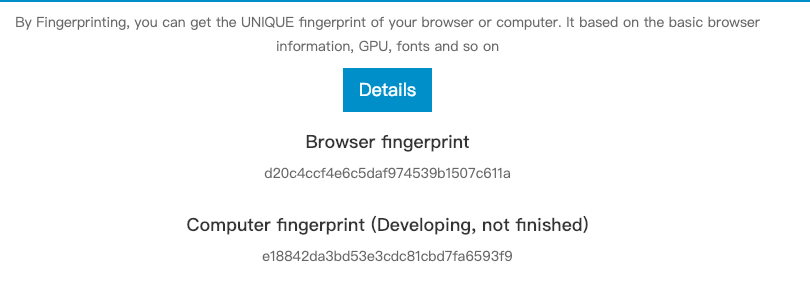 By Fingerprinting, you can get the UNIQUE fingerprint of your browser or computer. It based on the basic browser
information, GPU, fonts and so on
Details
Browser fingerprint
d20c4ccf4e6c5daf974539b1507c611a
Computer fingerprint (Developing, not finished)
e18842da3bd53e3cdc81cbd7fa6593f9